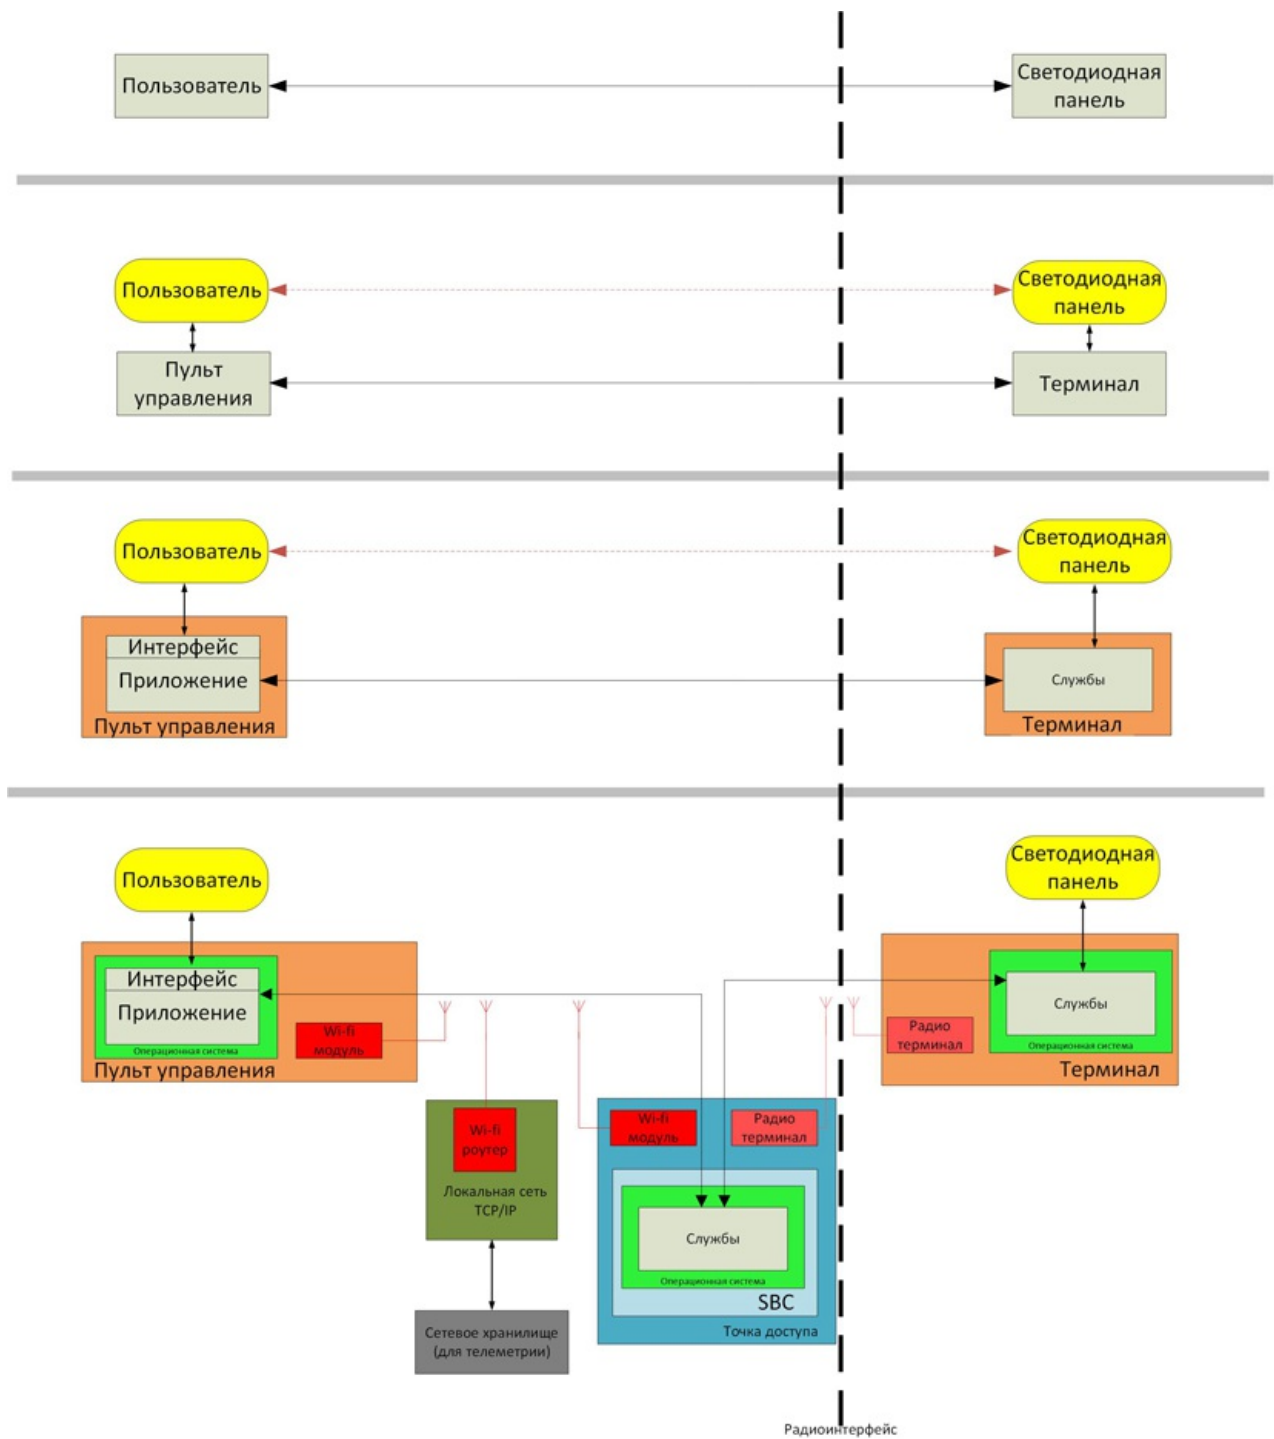 Пользователь
Светодиодная
панель
Пользователь
Светодиодная
панель
Пульт
управления
Терминал
Пользователь
Светодиодная
панель
Интерфейс
Приложение
Пульт управления
Службы
Терминал
Пользователь
Светодиодная
панель
Интерфейс
Приложение
Операционная система
Пульт управления
Wi-fi
модуль
Радио
терминал
Службы
Операционная система
Терминал
Wi-fi
роутер
Локальная сеть
TCP/IP
Wi-fi
модуль
Радио
терминал
Службы
Операционная система
SBC
Точка доступа
Сетевое хранилище
(для телеметрии)
Радиоинтерфейс